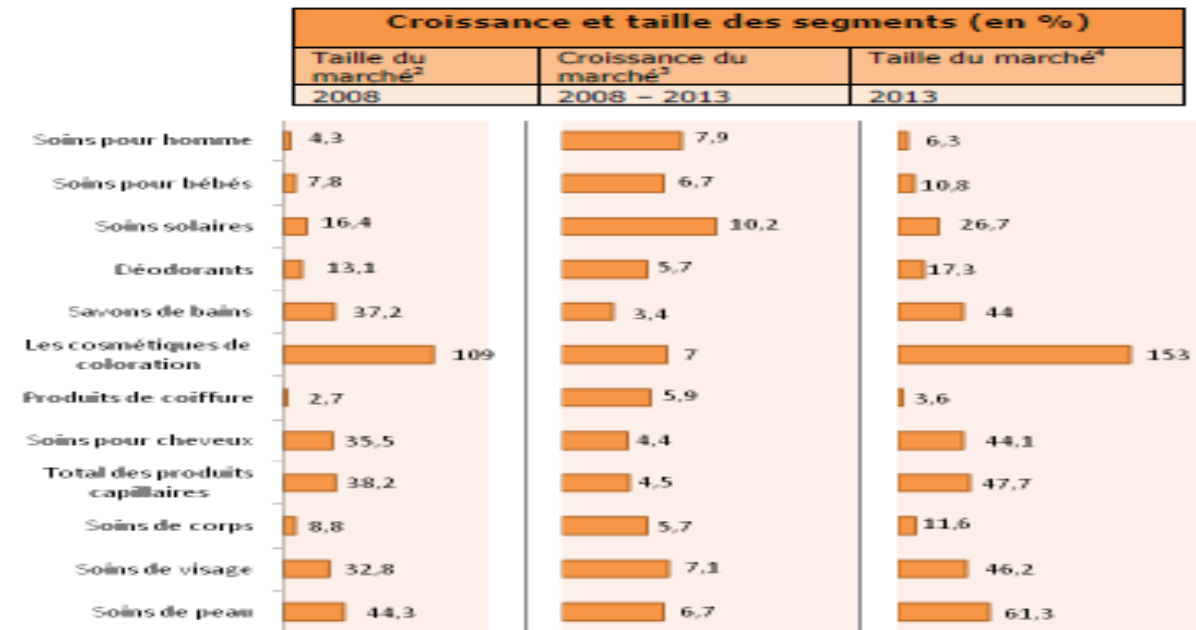 Croissance et taille des segments (en %)
Taille du marché² Croissance du marché³ Taille du marché⁴
2008 2008 – 2013 2013
Soins pour homme 4,3 7,9 6,3
Soins pour bébés 7,8 6,7 10,8
Soins solaires 16,4 10,2 26,7
Déodorants 13,1 5,7 17,3
Savons de bains 37,2 3,4 44
Les cosmétiques de coloration 109 7 153
Produits de coiffure 2,7 5,9 3,6
Soins pour cheveux 35,5 4,4 44,1
Total des produits capillaires 38,2 4,5 47,7
Soins de corps 8,8 5,7 11,6
Soins de visage 32,8 7,1 46,2
Soins de peau 44,3 6,7 61,3